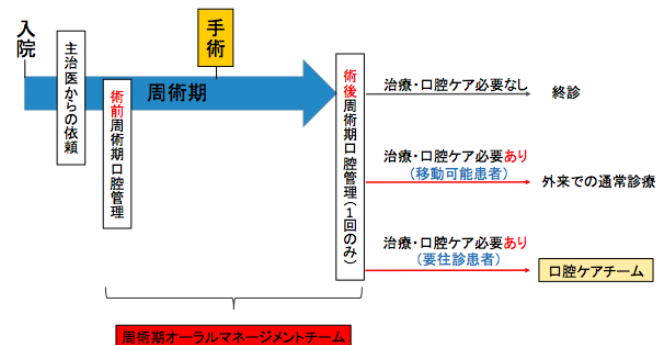 入院
主治医からの依頼
術前周術期口腔管理
周術期
手術
術後周術期口腔管理(1回のみ)
治療・口腔ケア必要なし
終診
治療・口腔ケア必要あり
(移動可能患者)
外来での通常診療
治療・口腔ケア必要あり
(要往診患者)
口腔ケアチーム
周術期オーラルマネージメントチーム